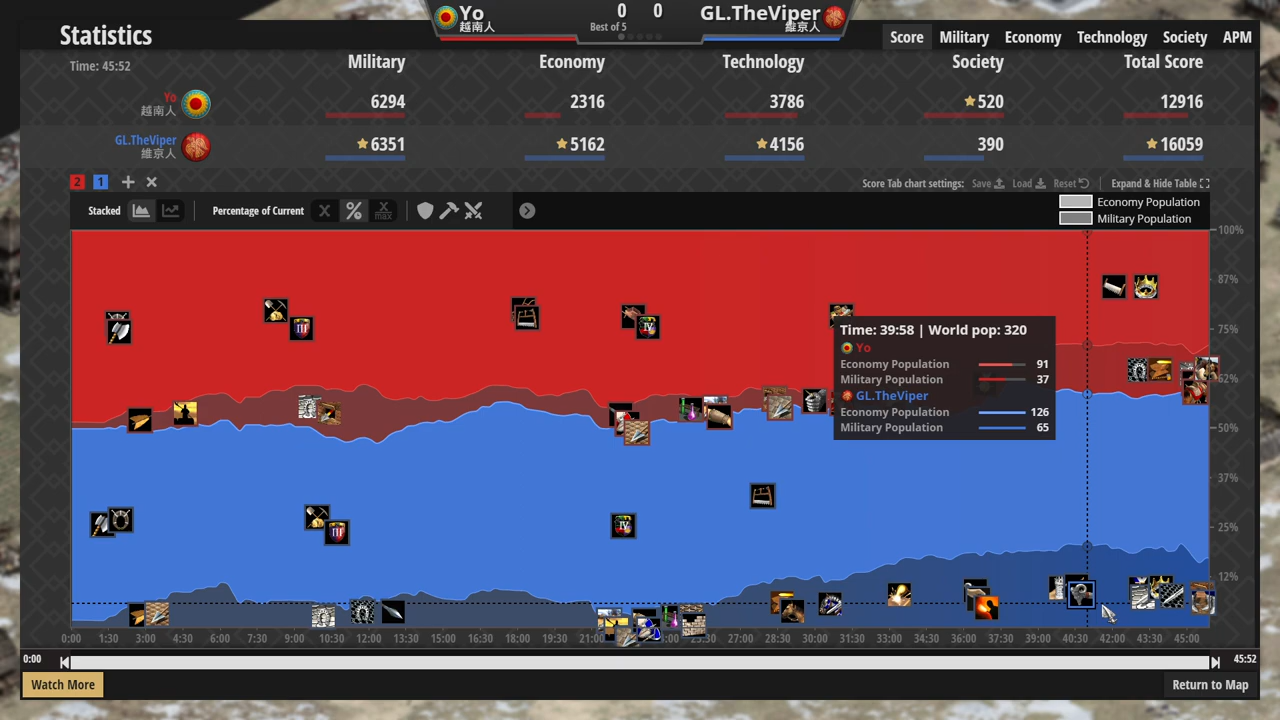 Yo 0 0 GL.TheViper
越南人 Best of 5 維京人
Statistics
Score Military Economy Technology Society APM
Time: 45:52 Military Economy Technology Society Total Score
Yo
越南人
6294 2316 3786 520 12916
GL.TheViper
維京人
6351 5162 4156 390 16059
2 1
Score Tab chart settings: Save Load Reset Expand & Hide Table
Stacked Percentage of Current X % X max
Economy Population
Military Population
100%
87%
75%
62%
50%
37%
25%
12%
Time: 39:58 | World pop: 320
Yo
Economy Population 91
Military Population 37
GL.TheViper
Economy Population 126
Military Population 65
0:00 1:30 3:00 4:30 6:00 7:30 9:00 10:30 12:00 13:30 15:00 16:30 18:00 19:30 21:00 25:30 27:00 28:30 30:00 31:30 33:00 34:30 36:00 37:30 39:00 40:30 42:00 43:30 45:00
0:00 45:52
Watch More Return to Map